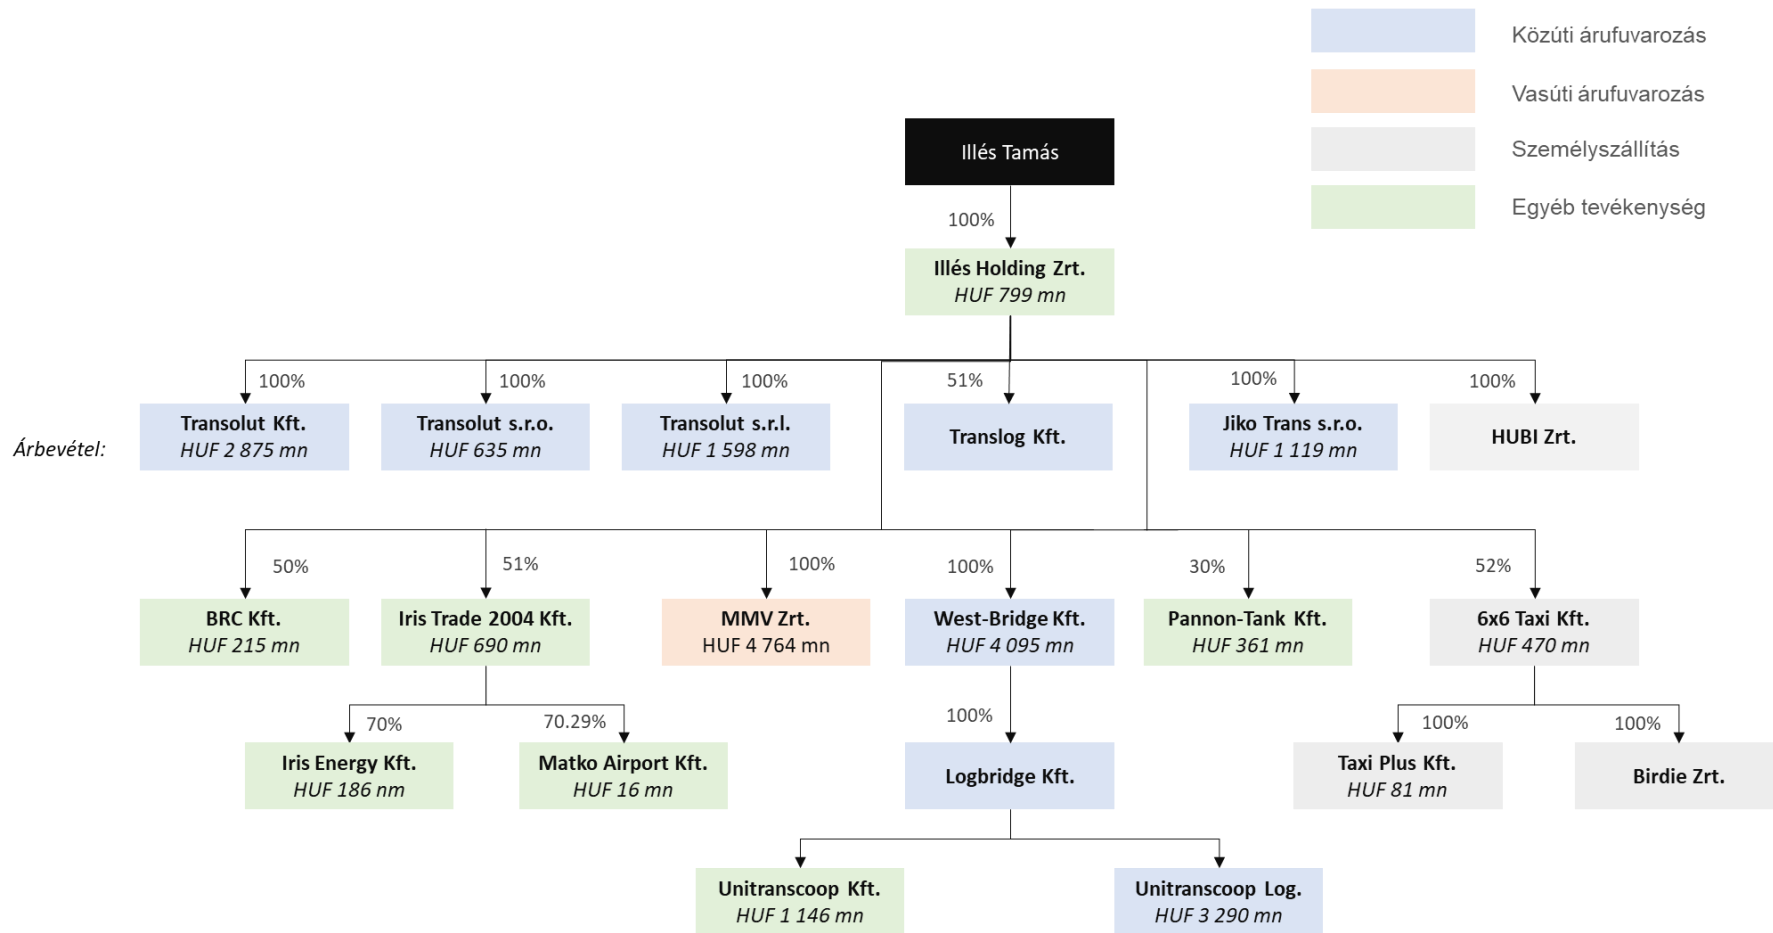 Közúti árufuvarozás
Vasúti árufuvarozás
Személyszállítás
Egyéb tevékenység
Illés Tamás
100%
Illés Holding Zrt.
HUF 799 mn
100%
100%
100%
51%
100%
100%
Árbevétel:
Transolut Kft.
HUF 2 875 mn
Transolut s.r.o.
HUF 635 mn
Transolut s.r.l.
HUF 1 598 mn
Translog Kft.
Jiko Trans s.r.o.
HUF 1 119 mn
HUBI Zrt.
50%
51%
100%
100%
30%
52%
BRC Kft.
HUF 215 mn
Iris Trade 2004 Kft.
HUF 690 mn
MMV Zrt.
HUF 4 764 mn
West-Bridge Kft.
HUF 4 095 mn
Pannon-Tank Kft.
HUF 361 mn
6x6 Taxi Kft.
HUF 470 mn
70%
70.29%
100%
100%
100%
Iris Energy Kft.
HUF 186 nm
Matko Airport Kft.
HUF 16 mn
Logbridge Kft.
Taxi Plus Kft.
HUF 81 mn
Birdie Zrt.
Unitranscoop Kft.
HUF 1 146 mn
Unitranscoop Log.
HUF 3 290 mn